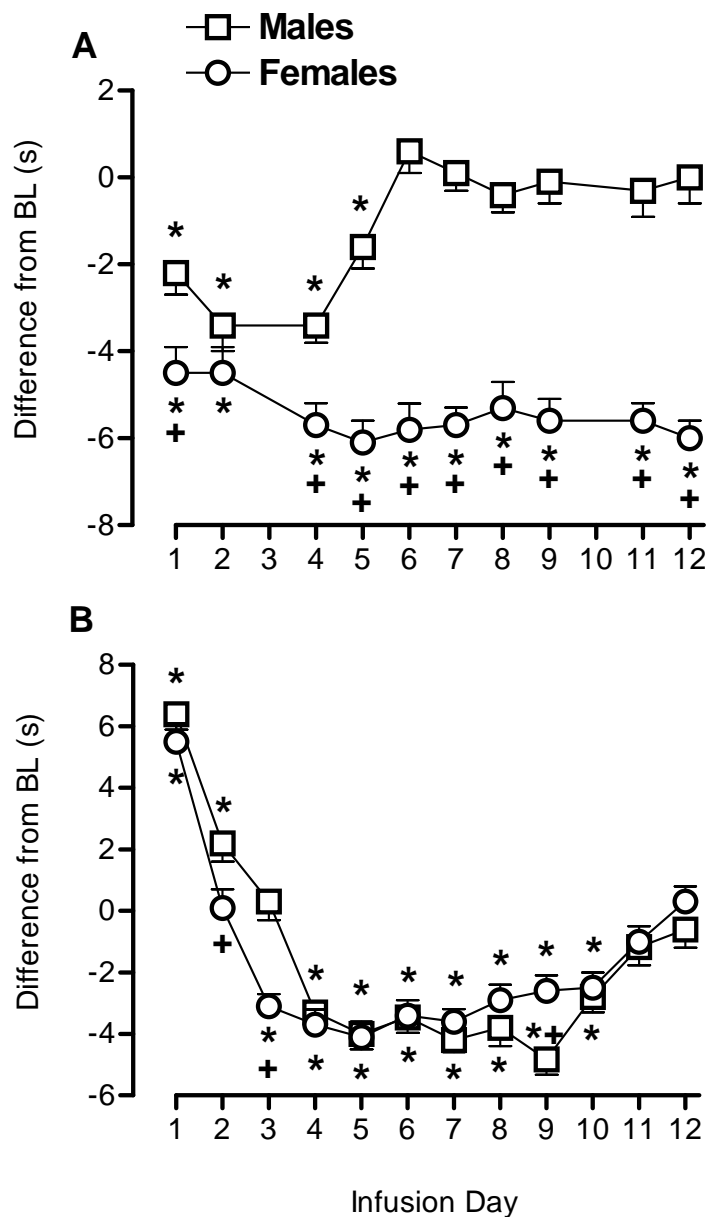 A
Males
Females
Difference from BL (s)
2
0
-2
-4
-6
-8
* * * *
*
* *
+
* * * * * * * *
+ + + + + + + +
1 2 3 4 5 6 7 8 9 10 11 12
B
Difference from BL (s)
8
6
4
2
0
-2
-4
-6
* * * * * * * * *
* + * * * * * * + *
+
1 2 3 4 5 6 7 8 9 10 11 12
Infusion Day